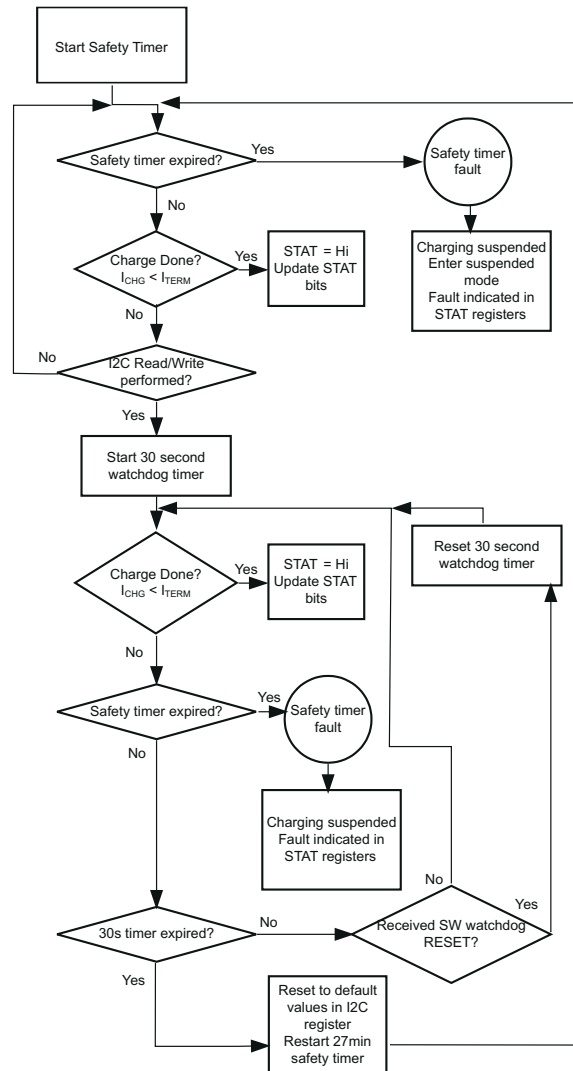 Start Safety Timer
Safety timer expired?
Yes
Safety timer
fault
No
Charging suspended
Enter suspended
mode
Fault indicated in
STAT registers
Charge Done?
ICHG < ITERM
Yes
STAT = Hi
Update STAT
bits
No
No
I2C Read/Write
performed?
Yes
Start 30 second
watchdog timer
Reset 30 second
watchdog timer
Charge Done?
ICHG < ITERM
Yes
STAT = Hi
Update STAT
bits
No
Safety timer expired?
Yes
Safety timer
fault
No
Charging suspended
Fault indicated in
STAT registers
No
Yes
30s timer expired?
No
Received SW watchdog
RESET?
Yes
Reset to default
values in I2C
register
Restart 27min
safety timer